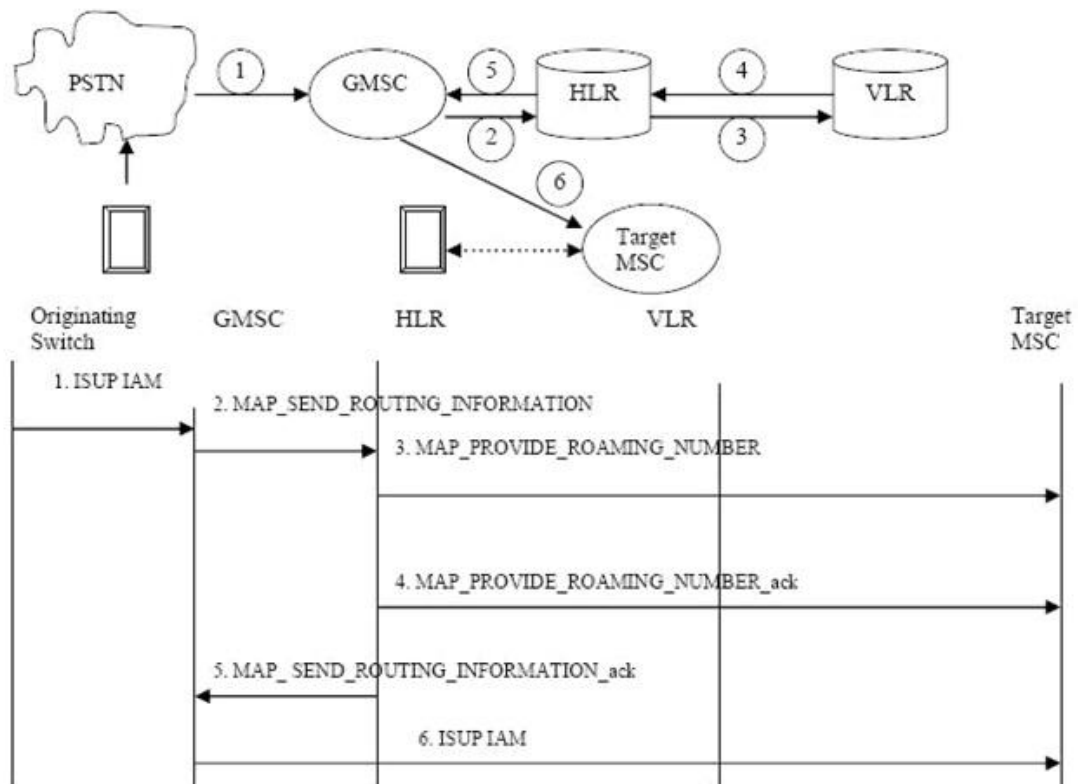 PSTN
1
GMSC
5
2
HLR
4
3
VLR
6
Target
MSC
Originating
Switch
GMSC
HLR
VLR
Target
MSC
1. ISUP IAM
2. MAP_SEND_ROUTING_INFORMATION
3. MAP_PROVIDE_ROAMING_NUMBER
4. MAP_PROVIDE_ROAMING_NUMBER_ack
5. MAP_ SEND_ROUTING_INFORMATION_ack
6. ISUP IAM